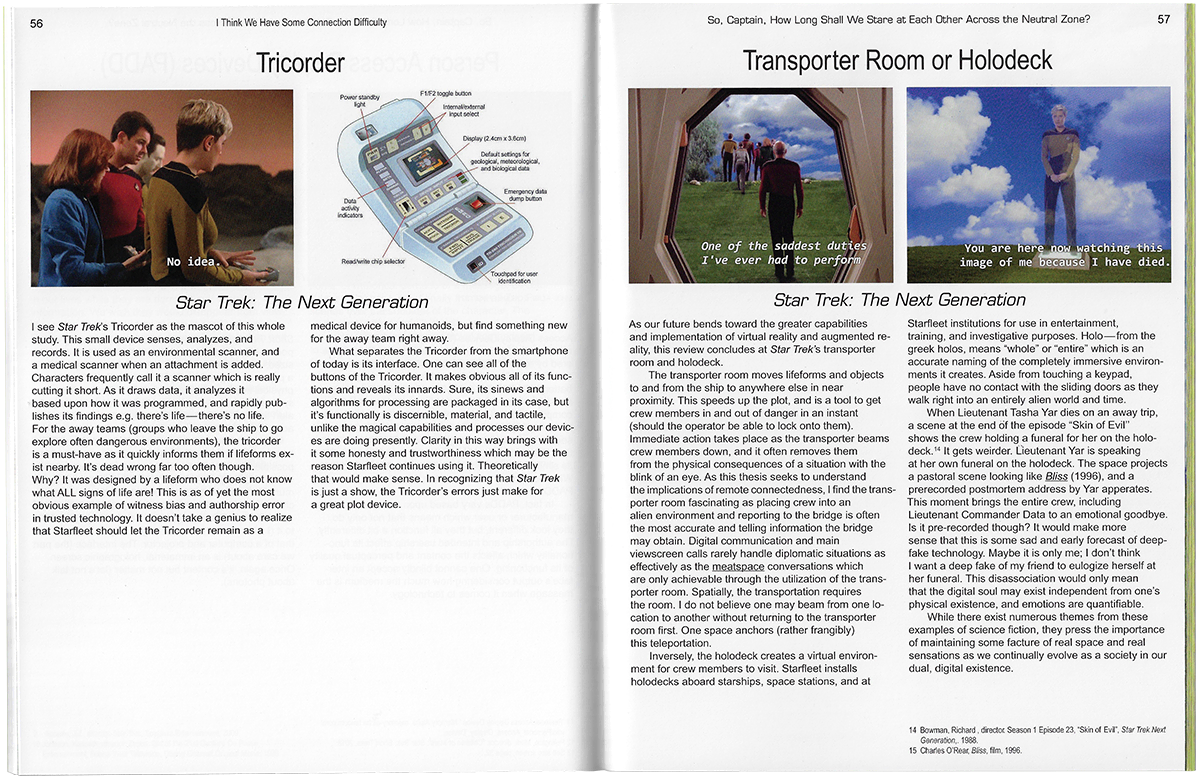 56
I Think We Have Some Connection Difficulty
Tricorder
No idea.
Power standby
light
F1/F2 toggle button
Internal/external
input select
Display (2.4cm x 3.6cm)
Default settings for
geological, meteorological,
and biological data
Emergency data
dump button
Data
activity
indicators
Read/write chip selector
Touchpad for user
identification
Star Trek: The Next Generation
I see Star Trek's Tricorder as the mascot of this whole
study. This small device senses, analyzes, and
records. It is used as an environmental scanner, and
a medical scanner when an attachment is added.
Characters frequently call it a scanner which is really
cutting it short. As it draws data, it analyzes it
based upon how it was programmed, and rapidly pub-
lishes its findings e.g. there's life — there's no life.
For the away teams (groups who leave the ship to go
explore often dangerous environments), the tricorder
is a must-have as it quickly informs them if lifeforms ex-
ist nearby. It's dead wrong far too often though.
Why? It was designed by a lifeform who does not know
what ALL signs of life are! This is as of yet the most
obvious example of witness bias and authorship error
in trusted technology. It doesn't take a genius to realize
that Starfleet should let the Tricorder remain as a
medical device for humanoids, but find something new
for the away team right away.
What separates the Tricorder from the smartphone
of today is its interface. One can see all of the
buttons of the Tricorder. It makes obvious all of its func-
tions and reveals its innards. Sure, its sinews and
algorithms for processing are packaged in its case, but
it's functionally is discernible, material, and tactile,
unlike the magical capabilities and processes our devic-
es are doing presently. Clarity in this way brings with
it some honesty and trustworthiness which may be the
reason Starfleet continues using it. Theoretically
that would make sense. In recognizing that Star Trek
is just a show, the Tricorder's errors just make for
a great plot device.
So, Captain, How Long Shall We Stare at Each Other Across the Neutral Zone?
57
Transporter Room or Holodeck
One of the saddest duties
I've ever had to perform
You are here now watching this
image of me because I have died.
Star Trek: The Next Generation
As our future bends toward the greater capabilities
and implementation of virtual reality and augmented re-
ality, this review concludes at Star Trek's transporter
room and holodeck.
The transporter room moves lifeforms and objects
to and from the ship to anywhere else in near
proximity. This speeds up the plot, and is a tool to get
crew members in and out of danger in an instant
(should the operator be able to lock onto them).
Immediate action takes place as the transporter beams
crew members down, and it often removes them
from the physical consequences of a situation with the
blink of an eye. As this thesis seeks to understand
the implications of remote connectedness, I find the trans-
porter room fascinating as placing crew into an
alien environment and reporting to the bridge is often
the most accurate and telling information the bridge
may obtain. Digital communication and main
viewscreen calls rarely handle diplomatic situations as
effectively as the meatspace conversations which
are only achievable through the utilization of the trans-
porter room. Spatially, the transportation requires
the room. I do not believe one may beam from one lo-
cation to another without returning to the transporter
room first. One space anchors (rather frangibly)
this teleportation.
Inversely, the holodeck creates a virtual environ-
ment for crew members to visit. Starfleet installs
holodecks aboard starships, space stations, and at
Starfleet institutions for use in entertainment,
training, and investigative purposes. Holo — from the
greek holos, means "whole" or "entire" which is an
accurate naming of the completely immersive environ-
ments it creates. Aside from touching a keypad,
people have no contact with the sliding doors as they
walk right into an entirely alien world and time.
When Lieutenant Tasha Yar dies on an away trip,
a scene at the end of the episode "Skin of Evil"
shows the crew holding a funeral for her on the holo-
deck.14 It gets weirder. Lieutenant Yar is speaking
at her own funeral on the holodeck. The space projects
a pastoral scene looking like Bliss (1996), and a
prerecorded postmortem address by Yar apperates.
This moment brings the entire crew, including
Lieutenant Commander Data to an emotional goodbye.
Is it pre-recorded though? It would make more
sense that this is some sad and early forecast of deep-
fake technology. Maybe it is only me; I don't think
I want a deep fake of my friend to eulogize herself at
her funeral. This disassociation would only mean
that the digital soul may exist independent from one's
physical existence, and emotions are quantifiable.
While there exist numerous themes from these
examples of science fiction, they press the importance
of maintaining some facture of real space and real
sensations as we continually evolve as a society in our
dual, digital existence.
14 Bowman, Richard , director. Season 1 Episode 23, "Skin of Evil", Star Trek Next
Generation,. 1988.
15 Charles O'Rear, Bliss, film, 1996.